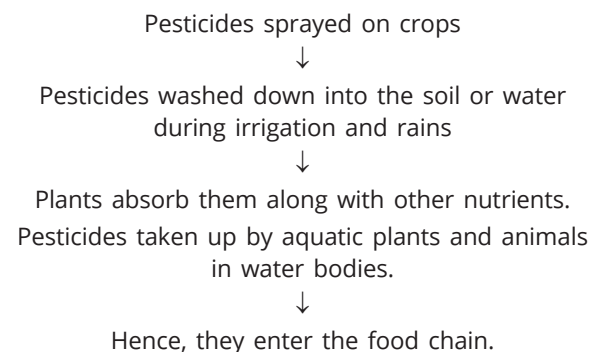 Pesticides sprayed on crops
↓
Pesticides washed down into the soil or water
during irrigation and rains
↓
Plants absorb them along with other nutrients.
Pesticides taken up by aquatic plants and animals
in water bodies.
↓
Hence, they enter the food chain.